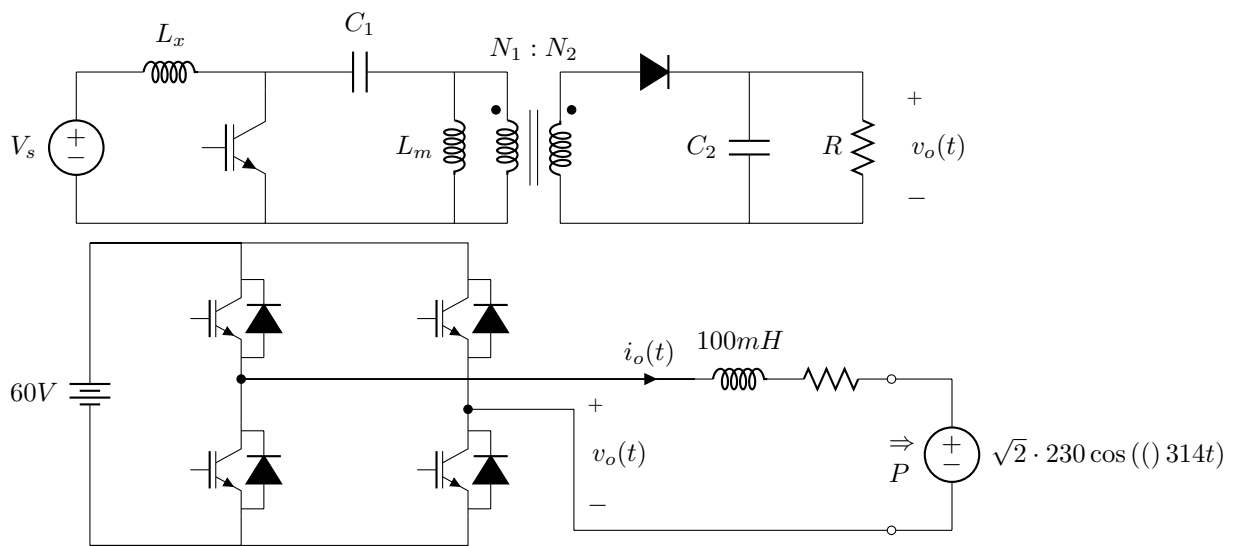 L_x
C_1
N_1 : N_2
V_s
+
−
L_m
C_2
R
+
v_o(t)
−
60V
i_o(t)
100mH
+
v_o(t)
−
⇒
P
+
−
√2 · 230 cos (() 314t)